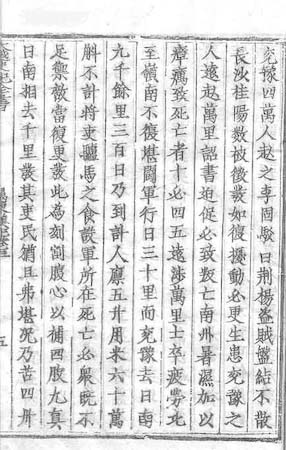 兗豫四萬人赴之李固駁曰荆楊盗賊盤結不散
長沙桂陽數被徵發如復擾動必更生患兗豫之
人遠赴萬里詔書迫促必致叛亡南州暑濕加以
瘴癘致死亡者十必四五遠涉萬里士卒疲勞比
至嶺南不復堪鬪軍行日三十里而兗豫去日南
九千餘里三百日乃到計人廪五升用米六十萬
斛不計將吏驢馬之食設軍所在死亡必衆既不
足禦敵當復更發此為刻割腹心以補四肢九真
日南相去千里發其吏民猶且弗堪况乃苦四州
五